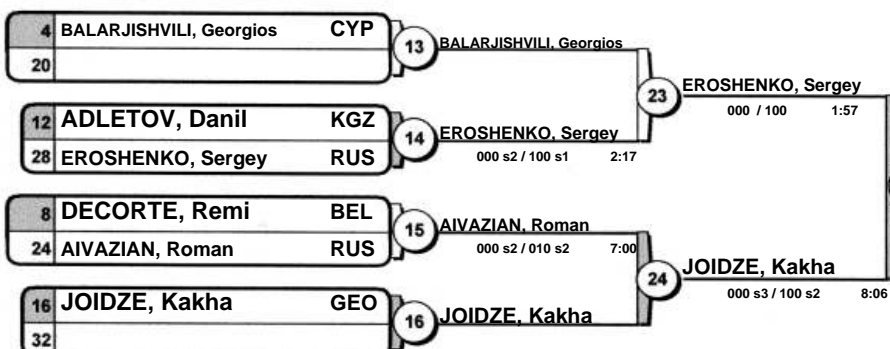 4 BALARJISHVILI, Georgios CYP
20
13 BALARJISHVILI, Georgios
12 ADLETOV, Danil KGZ
28 EROSHENKO, Sergey RUS
14 EROSHENKO, Sergey
000 s2 / 100 s1 2:17
23 EROSHENKO, Sergey
000 / 100 1:57
8 DECORTE, Remi BEL
24 AIVAZIAN, Roman RUS
15 AIVAZIAN, Roman
000 s2 / 010 s2 7:00
16 JOIDZE, Kakha GEO
32
16 JOIDZE, Kakha
24 JOIDZE, Kakha
000 s3 / 100 s2 8:06